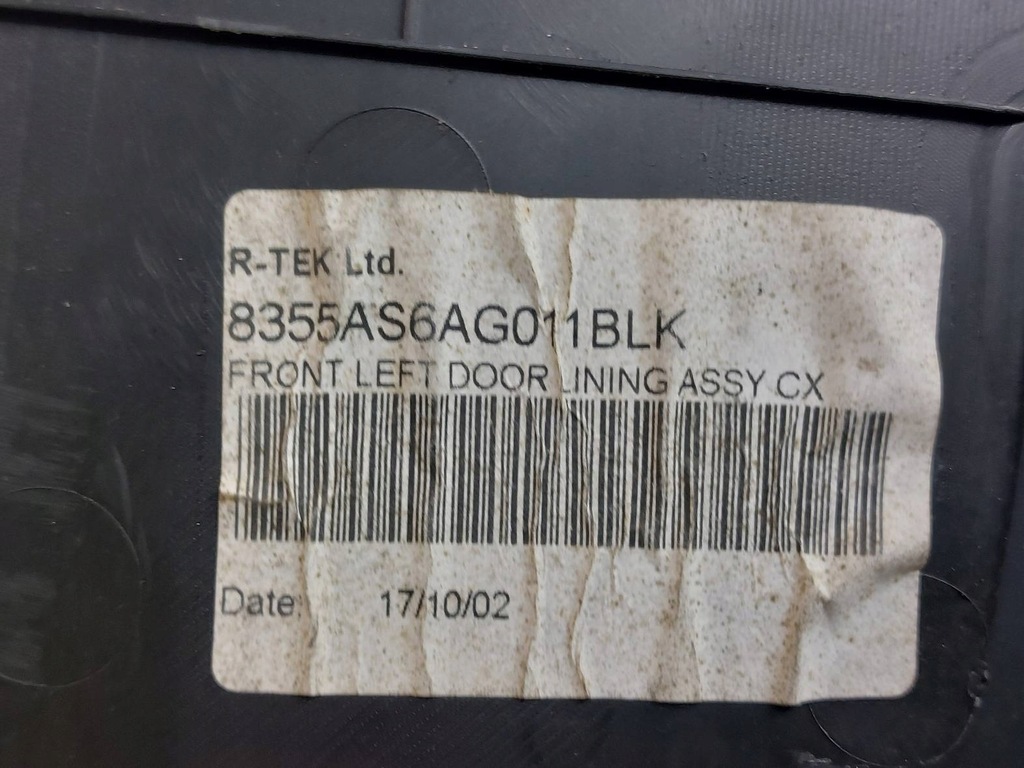 R-TEK Ltd.
8355AS6AG011BLK
FRONT LEFT DOOR LINING ASSY CX
Date: 17/10/02